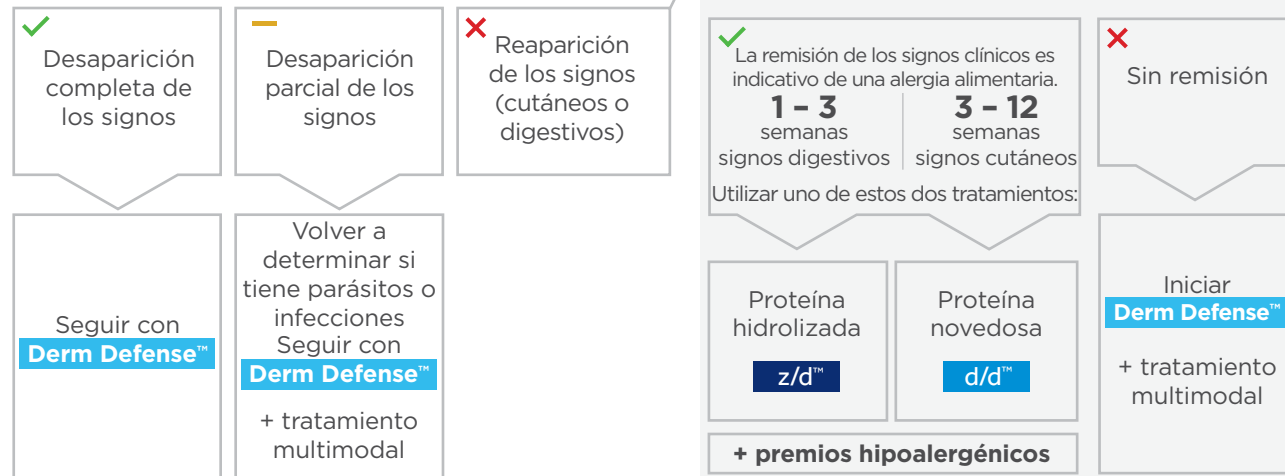 Desaparición
completa de
los signos
Desaparición
parcial de los
signos
Reaparición
de los signos
(cutáneos o
digestivos)
Seguir con
Derm Defense™
Volver a
determinar si
tiene parásitos o
infecciones
Seguir con
Derm Defense™
+ tratamiento
multimodal
La remisión de los signos clínicos es
indicativo de una alergia alimentaria.
1 – 3
semanas
signos digestivos
3 – 12
semanas
signos cutáneos
Utilizar uno de estos dos tratamientos:
Proteína
hidrolizada
z/d™
Proteína
novedosa
d/d™
+ premios hipoalergénicos
Sin remisión
Iniciar
Derm Defense™
+ tratamiento
multimodal